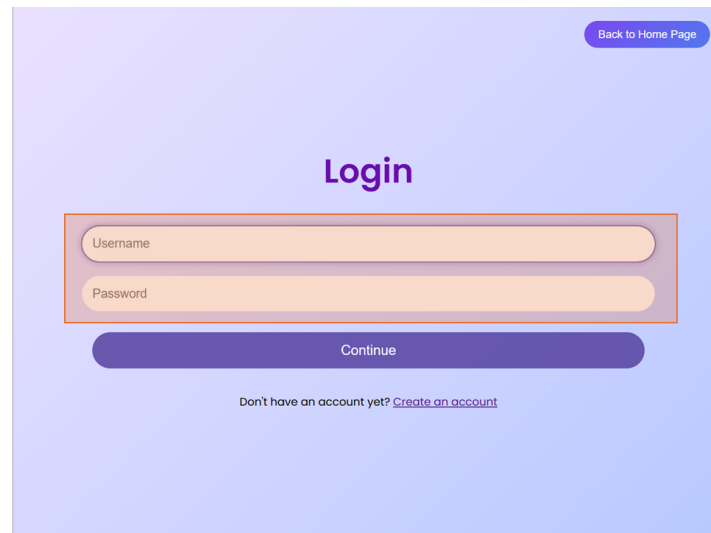 Back to Home Page
Login
Username
Password
Continue
Don't have an account yet? Create an account